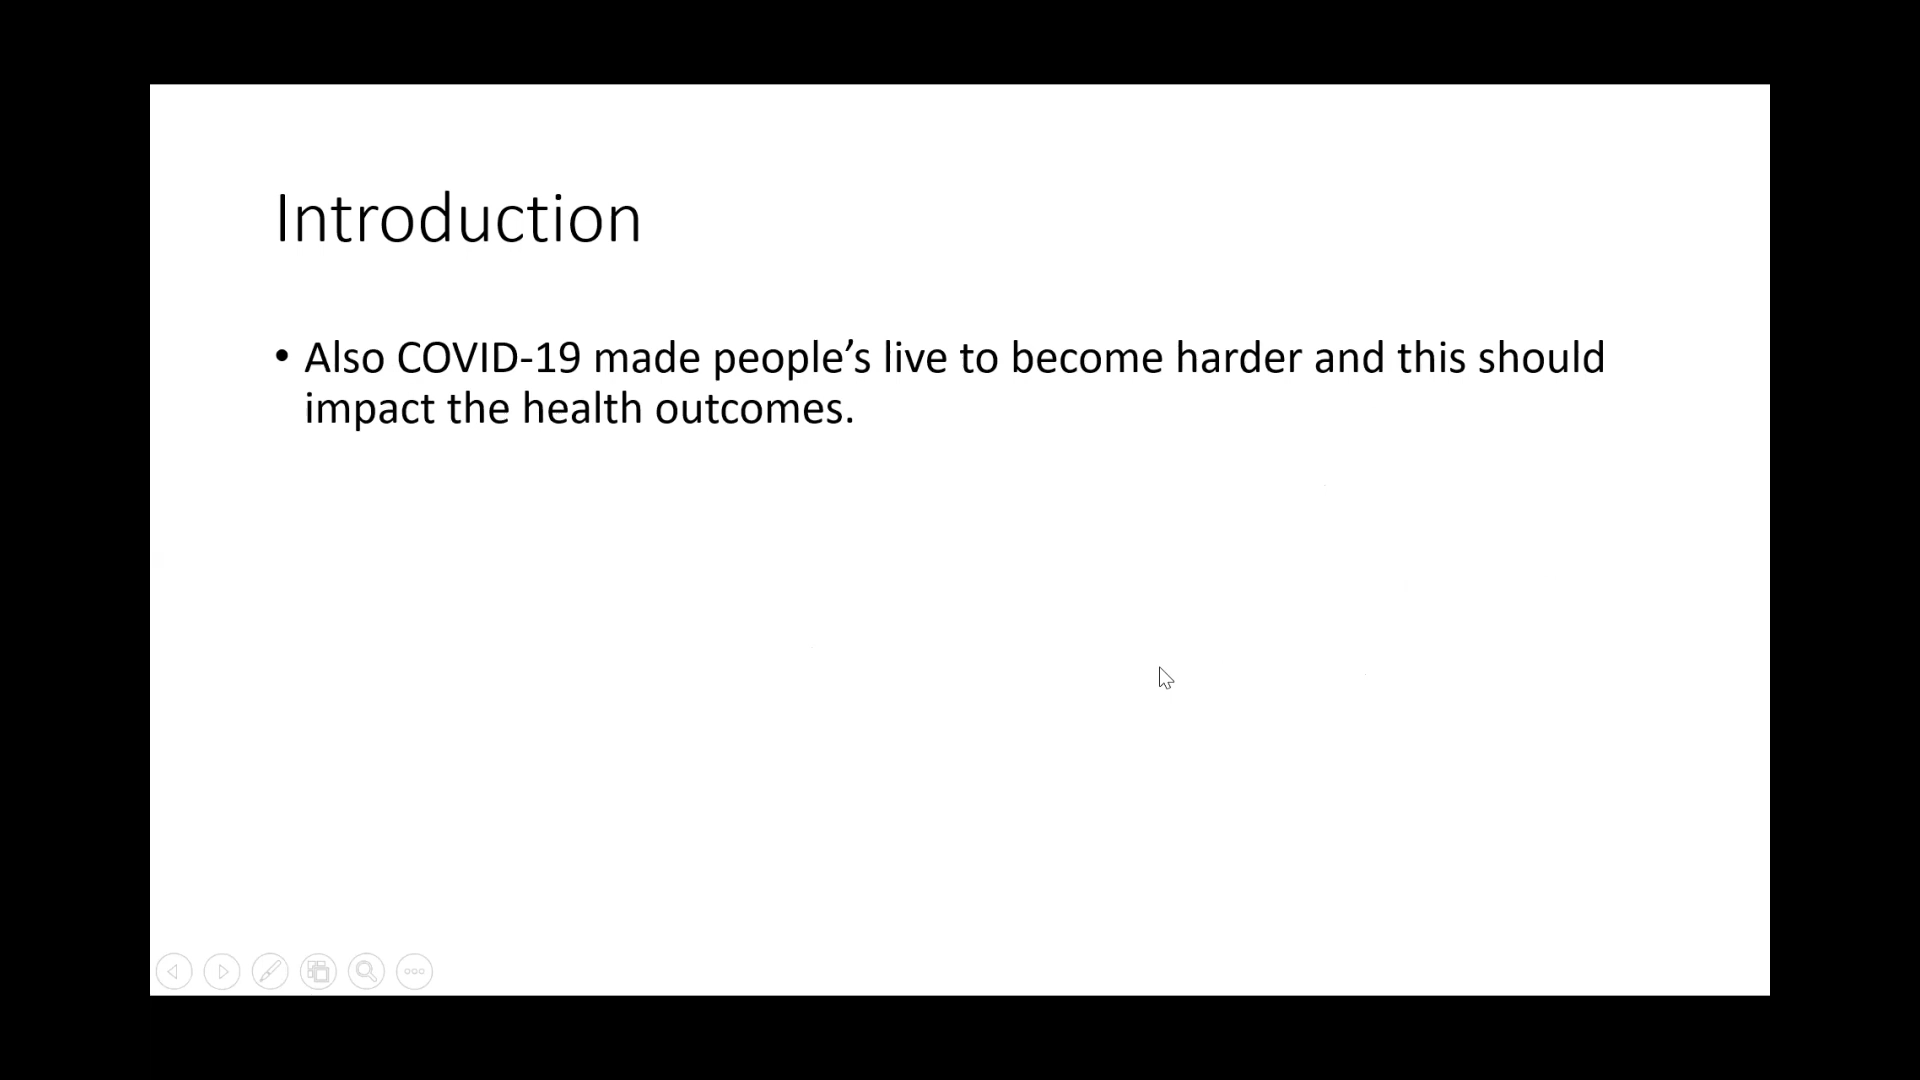 Introduction
• Also COVID-19 made people’s live to become harder and this should
impact the health outcomes.